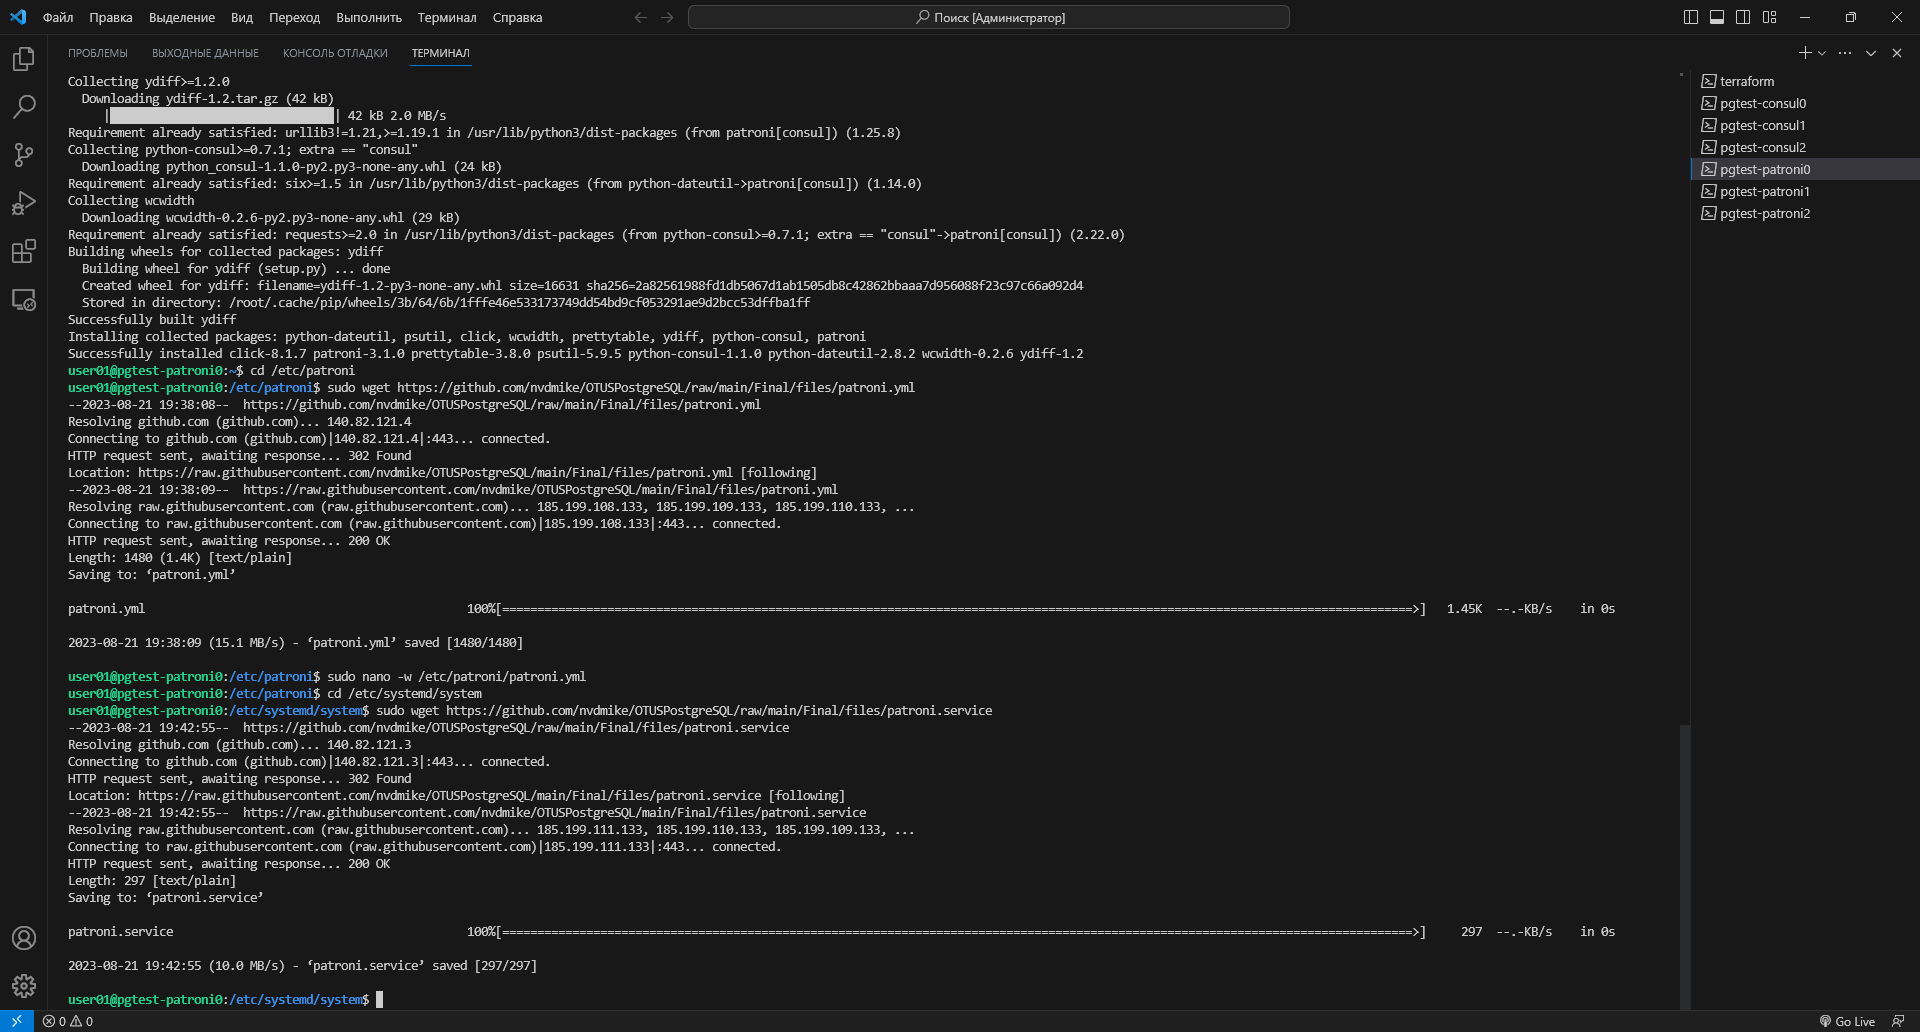 Файл Правка Выделение Вид Переход Выполнить Терминал Справка
Поиск [Администратор]
ПРОБЛЕМЫ ВЫХОДНЫЕ ДАННЫЕ КОНСОЛЬ ОТЛАДКИ ТЕРМИНАЛ
Collecting ydiff>=1.2.0
Downloading ydiff-1.2.tar.gz (42 kB)
| | 42 kB 2.0 MB/s
Requirement already satisfied: urllib3!=1.21,>=1.19.1 in /usr/lib/python3/dist-packages (from patroni[consul]) (1.25.8)
Collecting python-consul>=0.7.1; extra == "consul"
Downloading python_consul-1.1.0-py2.py3-none-any.whl (24 kB)
Requirement already satisfied: six>=1.5 in /usr/lib/python3/dist-packages (from python-dateutil->patroni[consul]) (1.14.0)
Collecting wcwidth
Downloading wcwidth-0.2.6-py2.py3-none-any.whl (29 kB)
Requirement already satisfied: requests>=2.0 in /usr/lib/python3/dist-packages (from python-consul>=0.7.1; extra == "consul"->patroni[consul]) (2.22.0)
Building wheels for collected packages: ydiff
Building wheel for ydiff (setup.py) ... done
Created wheel for ydiff: filename=ydiff-1.2-py3-none-any.whl size=16631 sha256=2a82561988fd1db5067d1ab1505db8c42862bbaaa7d956088f23c97c66a092d4
Stored in directory: /root/.cache/pip/wheels/3b/64/6b/1fffe46e533173749dd54bd9cf053291ae9d2bcc53dffba1ff
Successfully built ydiff
Installing collected packages: python-dateutil, psutil, click, wcwidth, prettytable, ydiff, python-consul, patroni
Successfully installed click-8.1.7 patroni-3.1.0 prettytable-3.8.0 psutil-5.9.5 python-consul-1.1.0 python-dateutil-2.8.2 wcwidth-0.2.6 ydiff-1.2
user01@pgtest-patroni0:~$ cd /etc/patroni
user01@pgtest-patroni0:/etc/patroni$ sudo wget https://github.com/nvdmike/OTUSPostgreSQL/raw/main/Final/files/patroni.yml
--2023-08-21 19:38:08-- https://github.com/nvdmike/OTUSPostgreSQL/raw/main/Final/files/patroni.yml
Resolving github.com (github.com)... 140.82.121.4
Connecting to github.com (github.com)|140.82.121.4|:443... connected.
HTTP request sent, awaiting response... 302 Found
Location: https://raw.githubusercontent.com/nvdmike/OTUSPostgreSQL/main/Final/files/patroni.yml [following]
--2023-08-21 19:38:09-- https://raw.githubusercontent.com/nvdmike/OTUSPostgreSQL/main/Final/files/patroni.yml
Resolving raw.githubusercontent.com (raw.githubusercontent.com)... 185.199.108.133, 185.199.109.133, 185.199.110.133, ...
Connecting to raw.githubusercontent.com (raw.githubusercontent.com)|185.199.108.133|:443... connected.
HTTP request sent, awaiting response... 200 OK
Length: 1480 (1.4K) [text/plain]
Saving to: ‘patroni.yml’
patroni.yml 100%[==================================================================================================================================>] 1.45K --.-KB/s in 0s
2023-08-21 19:38:09 (15.1 MB/s) - ‘patroni.yml’ saved [1480/1480]
user01@pgtest-patroni0:/etc/patroni$ sudo nano -w /etc/patroni/patroni.yml
user01@pgtest-patroni0:/etc/patroni$ cd /etc/systemd/system
user01@pgtest-patroni0:/etc/systemd/system$ sudo wget https://github.com/nvdmike/OTUSPostgreSQL/raw/main/Final/files/patroni.service
--2023-08-21 19:42:55-- https://github.com/nvdmike/OTUSPostgreSQL/raw/main/Final/files/patroni.service
Resolving github.com (github.com)... 140.82.121.3
Connecting to github.com (github.com)|140.82.121.3|:443... connected.
HTTP request sent, awaiting response... 302 Found
Location: https://raw.githubusercontent.com/nvdmike/OTUSPostgreSQL/main/Final/files/patroni.service [following]
--2023-08-21 19:42:55-- https://raw.githubusercontent.com/nvdmike/OTUSPostgreSQL/main/Final/files/patroni.service
Resolving raw.githubusercontent.com (raw.githubusercontent.com)... 185.199.111.133, 185.199.110.133, 185.199.109.133, ...
Connecting to raw.githubusercontent.com (raw.githubusercontent.com)|185.199.111.133|:443... connected.
HTTP request sent, awaiting response... 200 OK
Length: 297 [text/plain]
Saving to: ‘patroni.service’
patroni.service 100%[==================================================================================================================================>] 297 --.-KB/s in 0s
2023-08-21 19:42:55 (10.0 MB/s) - ‘patroni.service’ saved [297/297]
user01@pgtest-patroni0:/etc/systemd/system$
terraform
pgtest-consul0
pgtest-consul1
pgtest-consul2
pgtest-patroni0
pgtest-patroni1
pgtest-patroni2
0 0
Go Live